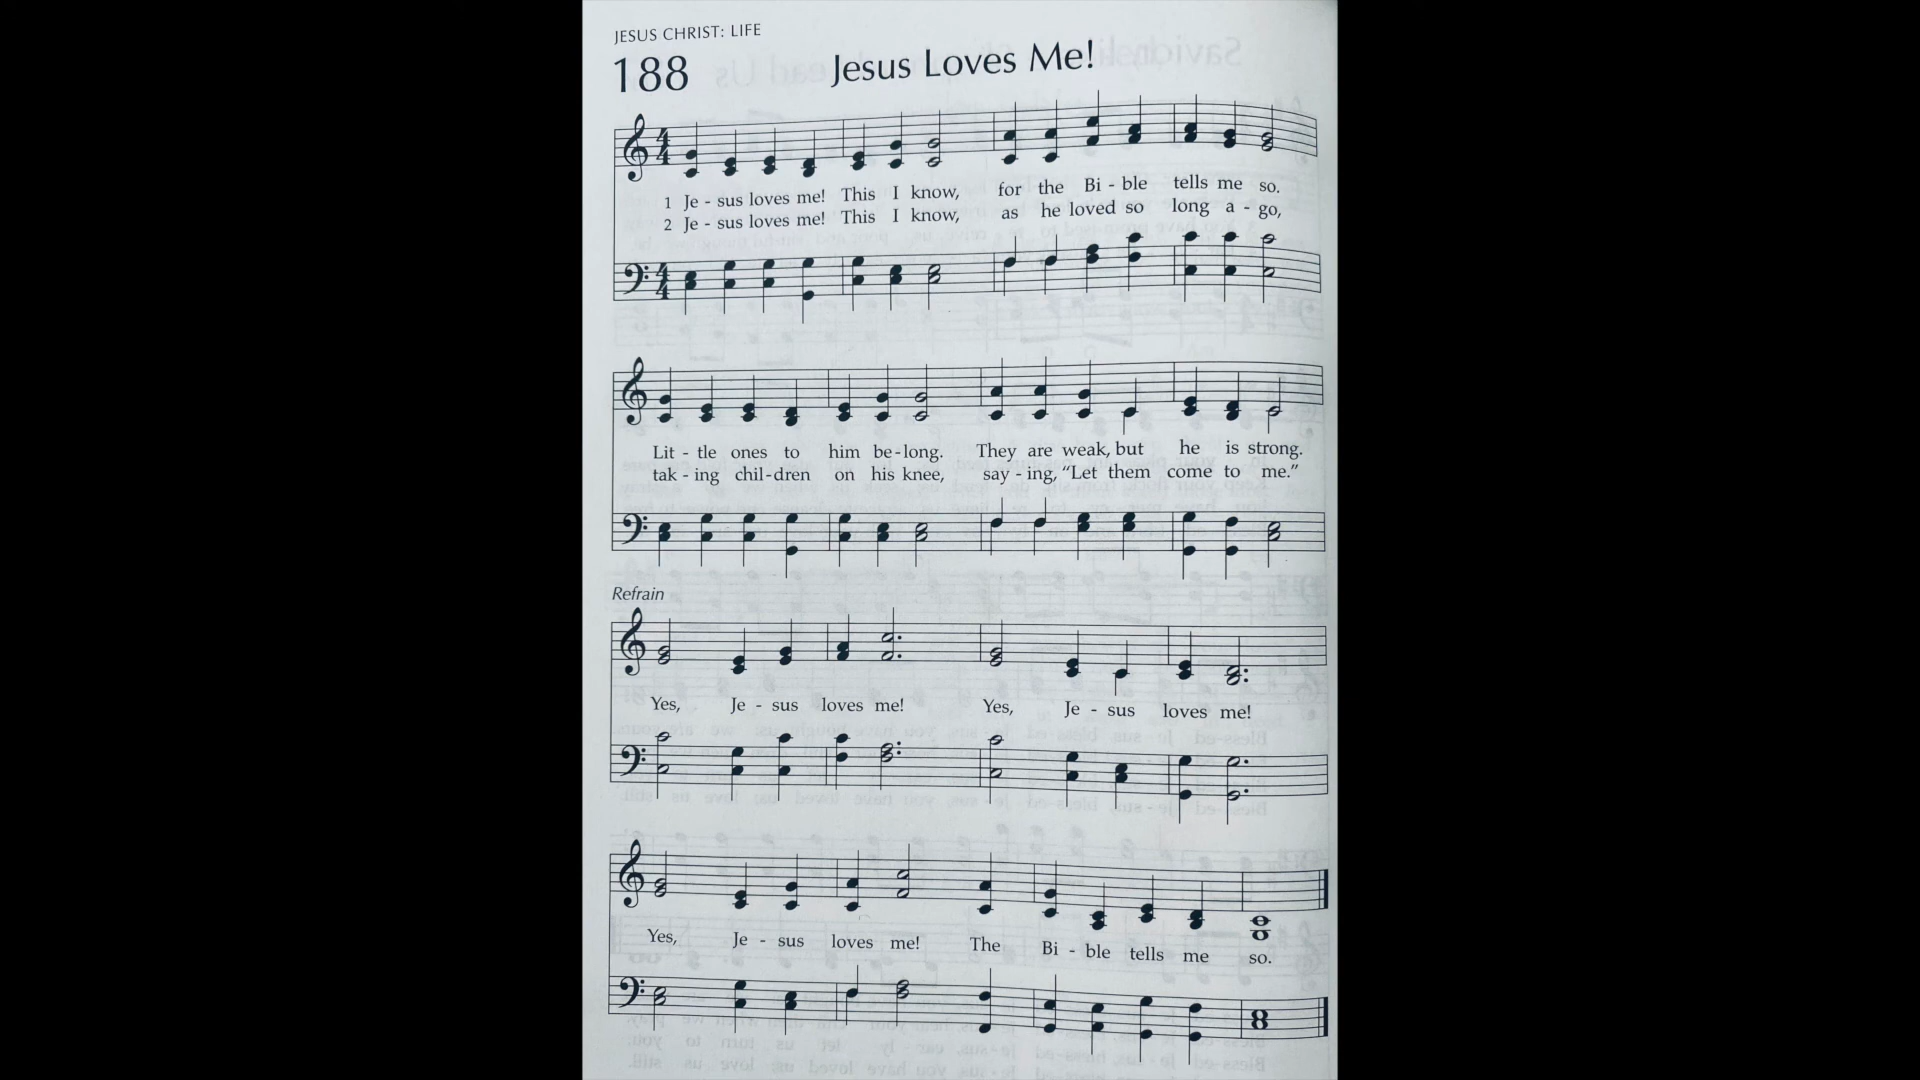 JESUS CHRIST: LIFE
188 Jesus Loves Me!
1 Je - sus loves me! This I know, for the Bi - ble tells me so.
2 Je - sus loves me! This I know, as he loved so long a - go,
Lit - tle ones to him be - long. They are weak, but he is strong.
tak - ing chil - dren on his knee, say - ing, “Let them come to me.”
Refrain
Yes, Je - sus loves me! Yes, Je - sus loves me!
Yes, Je - sus loves me! The Bi - ble tells me so.